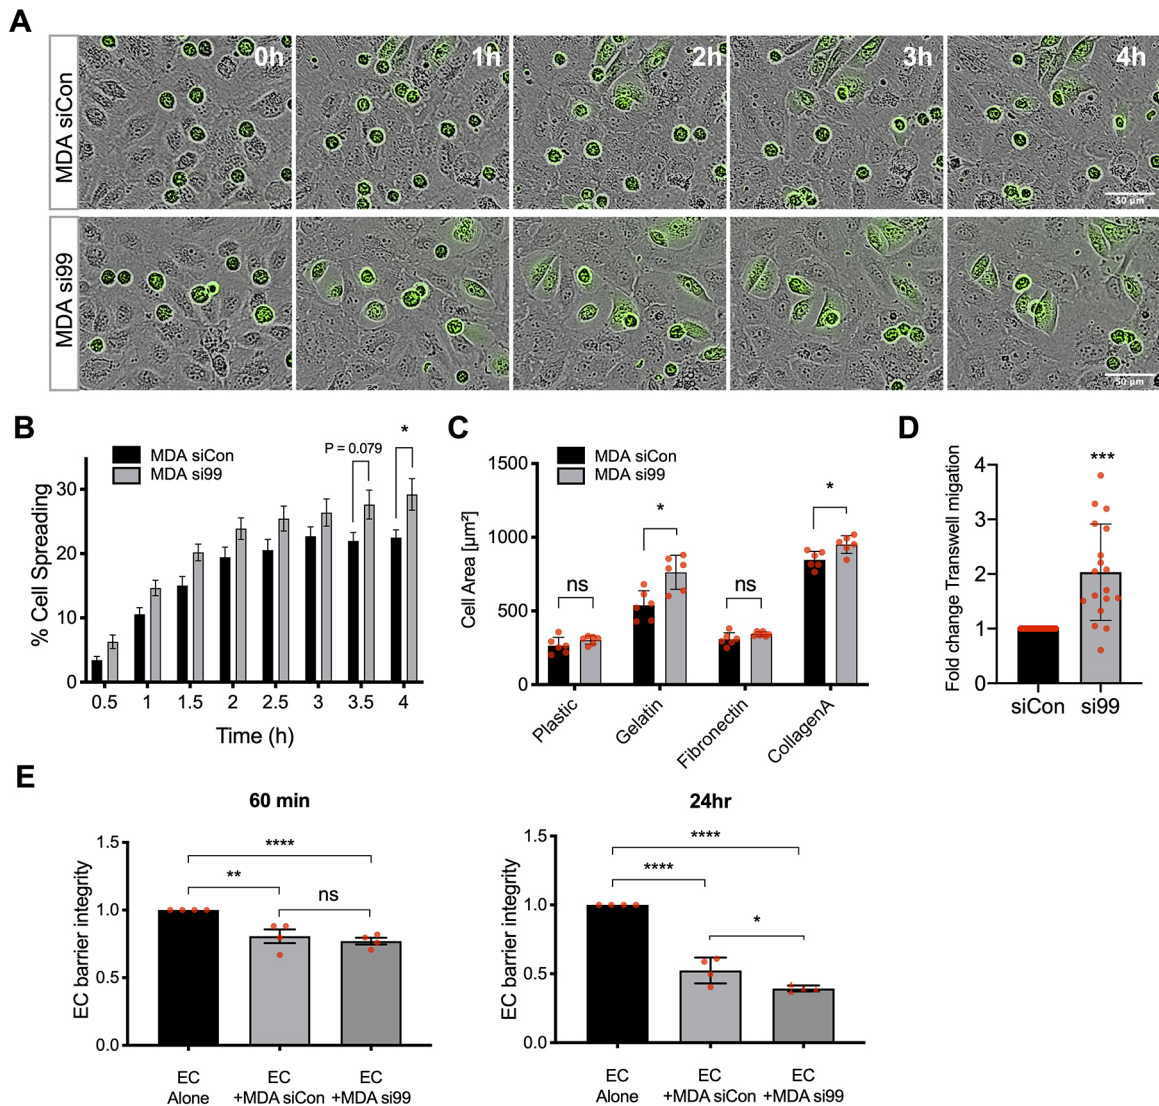 A
MDA siCon
0h
1h
2h
3h
4h
50 µm
MDA si99
50 µm
B
MDA siCon
MDA si99
% Cell Spreading
30
20
10
0
P = 0.079
*
0.5 1 1.5 2 2.5 3 3.5 4
Time (h)
C
MDA siCon
MDA si99
Cell Area [µm²]
1500
1000
500
0
ns
*
ns
*
Plastic
Gelatin
Fibronectin
CollagenA
D
Fold change Transwell migation
4
3
2
1
0
***
siCon si99
E
60 min
EC barrier integrity
1.5
1.0
0.5
0.0
****
**
ns
EC
Alone
EC
+MDA siCon
EC
+MDA si99
24hr
EC barrier integrity
1.5
1.0
0.5
0.0
****
****
*
EC
Alone
EC
+MDA siCon
EC
+MDA si99